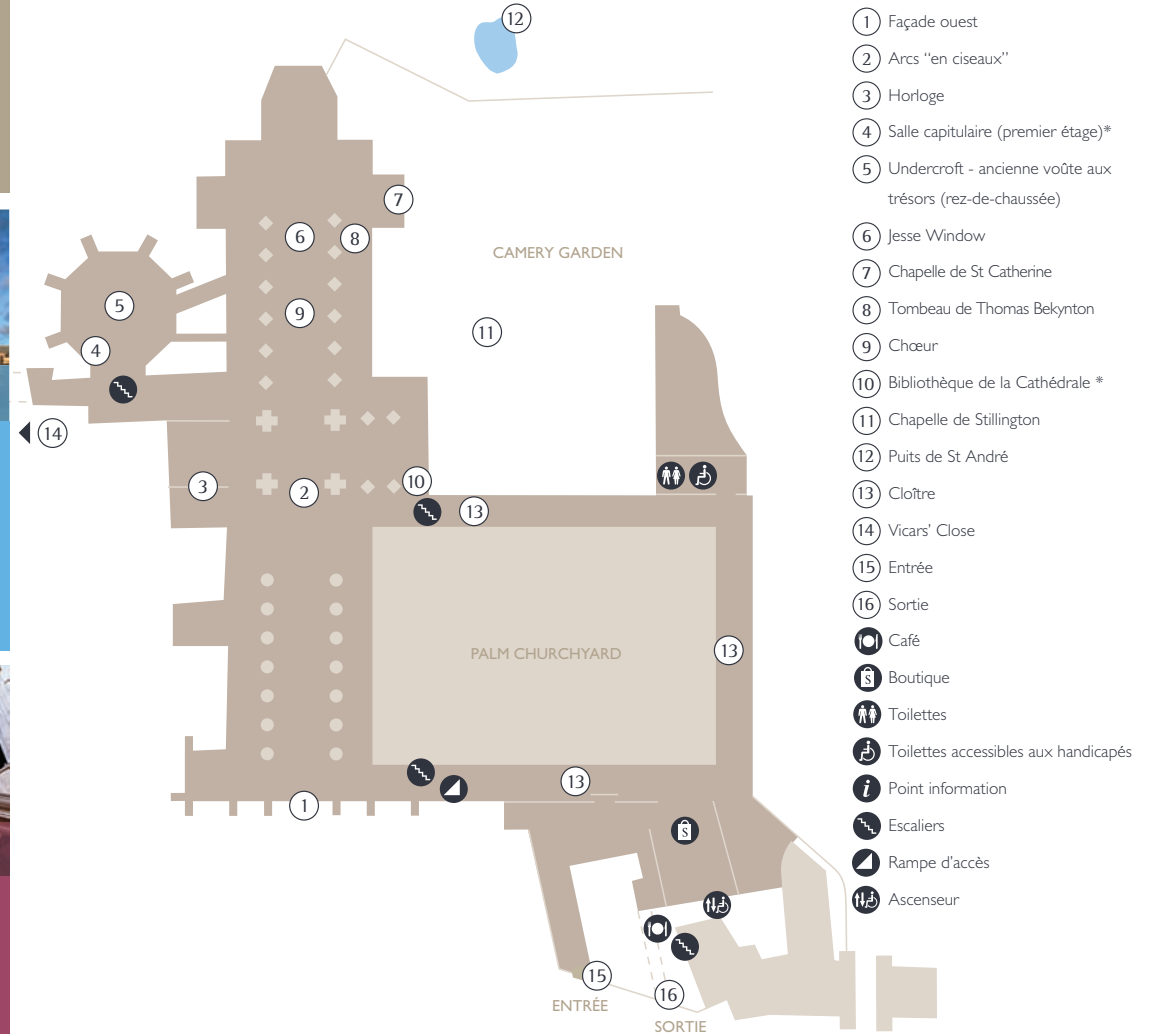 12
7
6
8
CAMERY GARDEN
5
9
11
4
14
3
2
10
13
PALM CHURCHYARD
13
13
1
S
15
16
ENTRÉE
SORTIE
1 Façade ouest
2 Arcs “en ciseaux”
3 Horloge
4 Salle capitulaire (premier étage)*
5 Undercroft - ancienne voûte aux
trésors (rez-de-chaussée)
6 Jesse Window
7 Chapelle de St Catherine
8 Tombeau de Thomas Bekynton
9 Chœur
10 Bibliothèque de la Cathédrale *
11 Chapelle de Stillington
12 Puits de St André
13 Cloître
14 Vicars’ Close
15 Entrée
16 Sortie
Café
S Boutique
Toilettes
Toilettes accessibles aux handicapés
i Point information
Escaliers
Rampe d’accès
Ascenseur